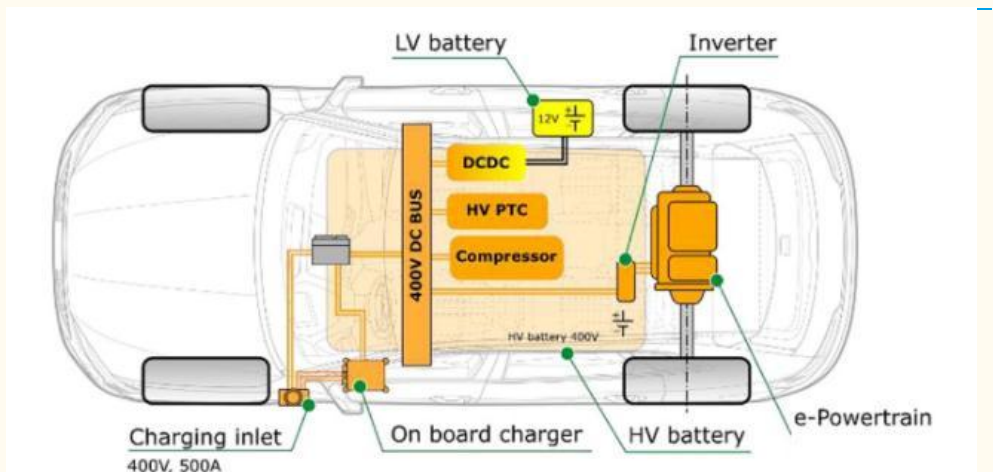 LV battery
Inverter
12V
DCDC
HV PTC
Compressor
400V DC BUS
HV battery 400V
e-Powertrain
Charging inlet
400V, 500A
On board charger
HV battery